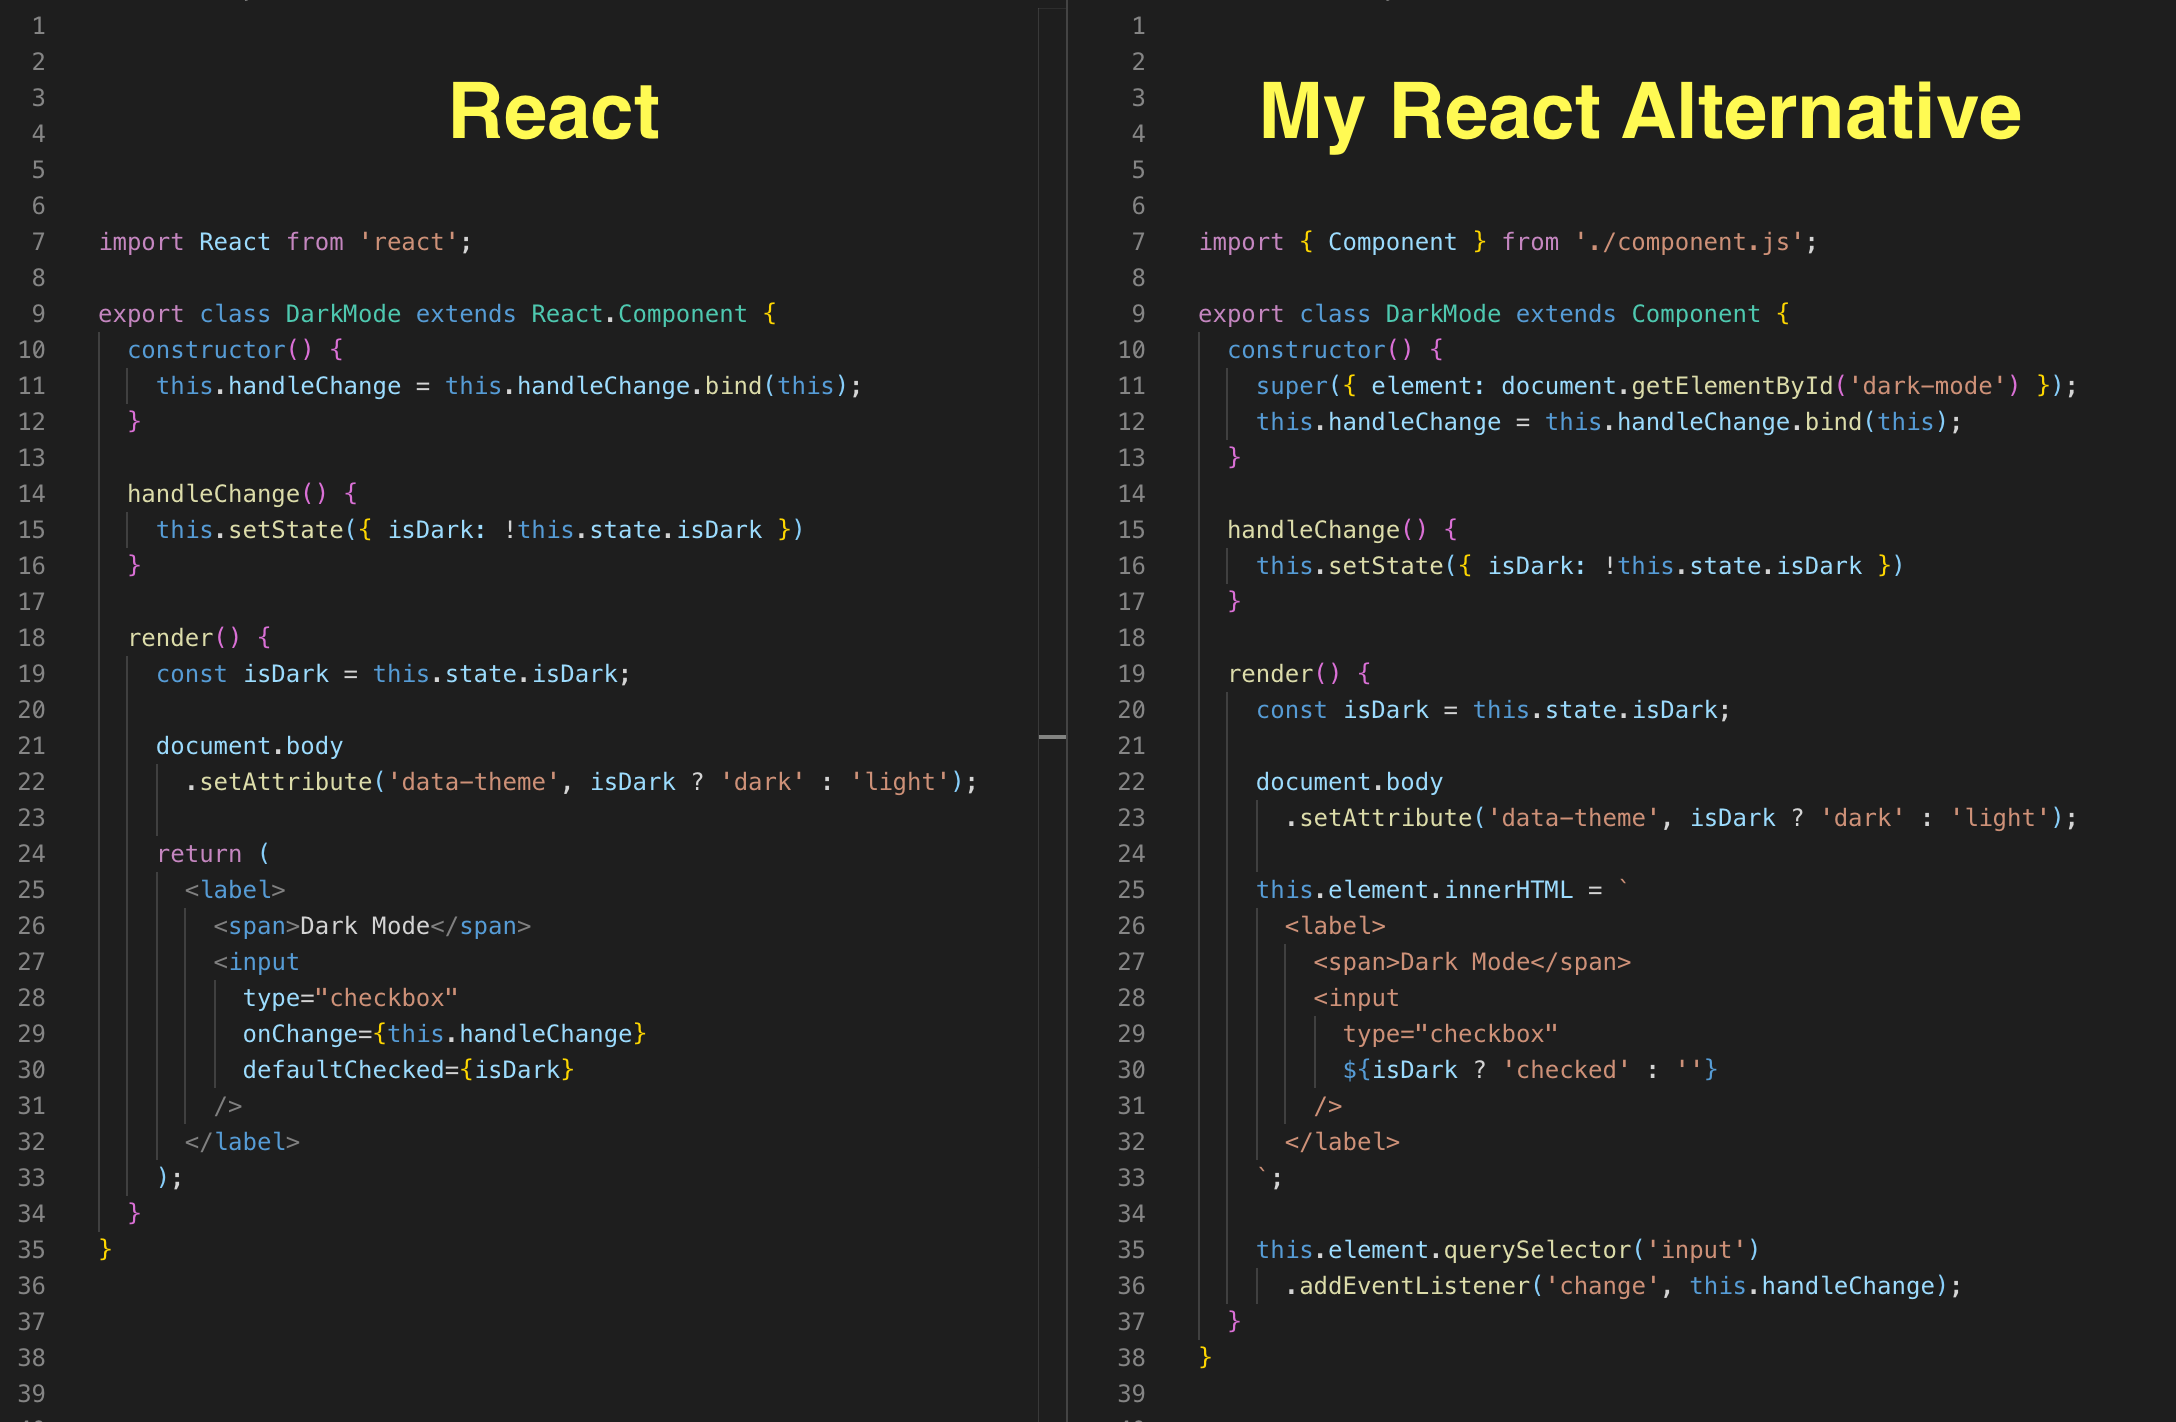 React
1
2
3
4
5
6
7 import React from 'react';
8
9 export class DarkMode extends React.Component {
10   constructor() {
11     this.handleChange = this.handleChange.bind(this);
12   }
13
14   handleChange() {
15     this.setState({ isDark: !this.state.isDark })
16   }
17
18   render() {
19     const isDark = this.state.isDark;
20
21     document.body
22       .setAttribute('data-theme', isDark ? 'dark' : 'light');
23
24     return (
25       <label>
26         <span>Dark Mode</span>
27         <input
28           type="checkbox"
29           onChange={this.handleChange}
30           defaultChecked={isDark}
31         />
32       </label>
33     );
34   }
35 }
36
37
38
39
My React Alternative
1
2
3
4
5
6
7 import { Component } from './component.js';
8
9 export class DarkMode extends Component {
10   constructor() {
11     super({ element: document.getElementById('dark-mode') });
12     this.handleChange = this.handleChange.bind(this);
13   }
14
15   handleChange() {
16     this.setState({ isDark: !this.state.isDark })
17   }
18
19   render() {
20     const isDark = this.state.isDark;
21
22     document.body
23       .setAttribute('data-theme', isDark ? 'dark' : 'light');
24
25     this.element.innerHTML = `
26       <label>
27         <span>Dark Mode</span>
28         <input
29           type="checkbox"
30           ${isDark ? 'checked' : ''}
31         />
32       </label>
33     `;
34
35     this.element.querySelector('input')
36       .addEventListener('change', this.handleChange);
37   }
38 }
39